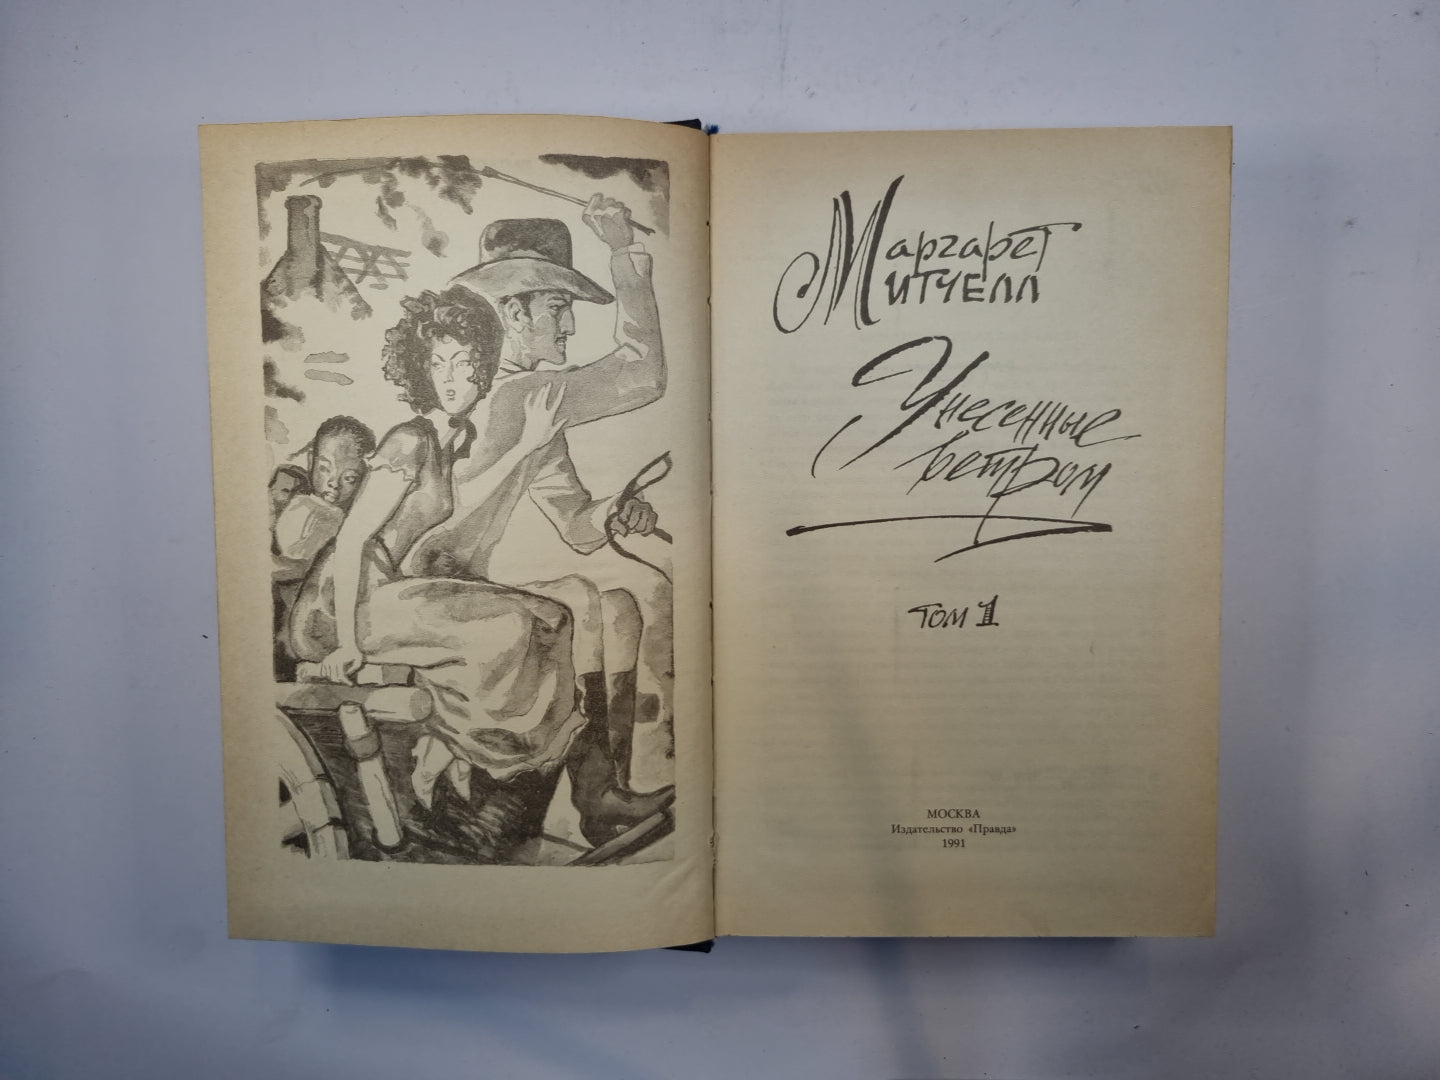 Маргарет
Митчелл
Унесенные
ветром
Том 1
МОСКВА
Издательство «Правда»
1991